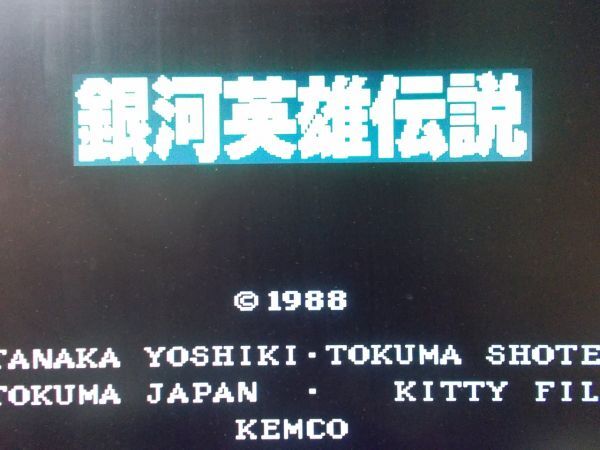 銀河英雄伝説
©1988
TANAKA YOSHIKI・TOKUMA SHOTE
TOKUMA JAPAN ・ KITTY FIL
KEMCO